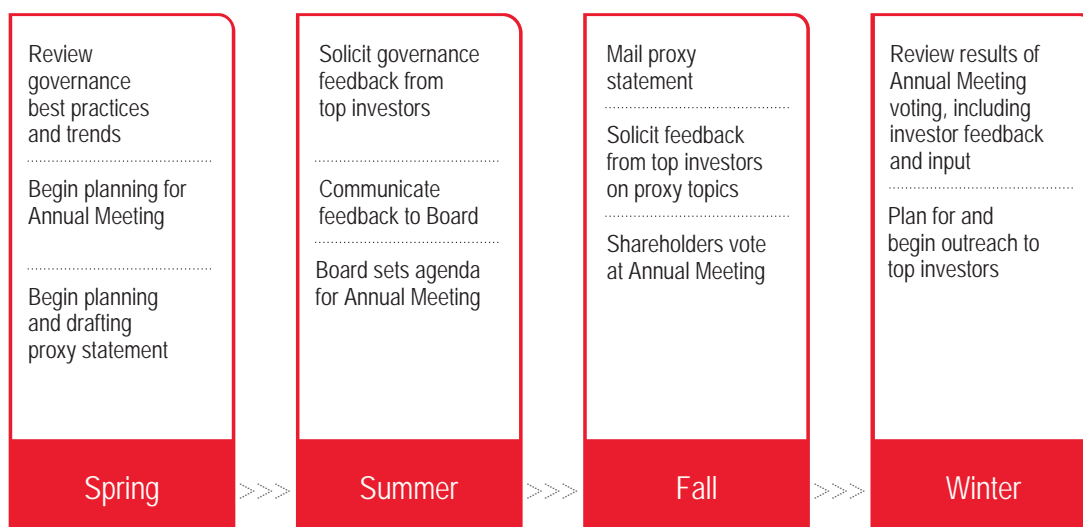 Review
governance
best practices
and trends
Begin planning for
Annual Meeting
Begin planning
and drafting
proxy statement
Spring
>>>
Solicit governance
feedback from
top investors
Communicate
feedback to Board
Board sets agenda
for Annual Meeting
Summer
>>>
Mail proxy
statement
Solicit feedback
from top investors
on proxy topics
Shareholders vote
at Annual Meeting
Fall
>>>
Review results of
Annual Meeting
voting, including
investor feedback
and input
Plan for and
begin outreach to
top investors
Winter